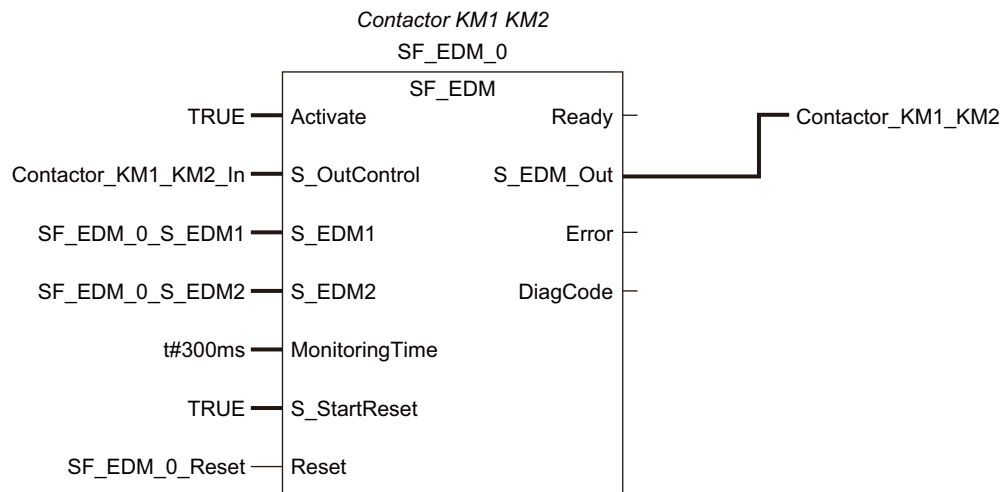 Contactor KM1 KM2
SF_EDM_0
SF_EDM
TRUE Activate Ready Contactor_KM1_KM2
Contactor_KM1_KM2_In S_OutControl S_EDM_Out
SF_EDM_0_S_EDM1 S_EDM1 Error
SF_EDM_0_S_EDM2 S_EDM2 DiagCode
t#300ms MonitoringTime
TRUE S_StartReset
SF_EDM_0_Reset Reset